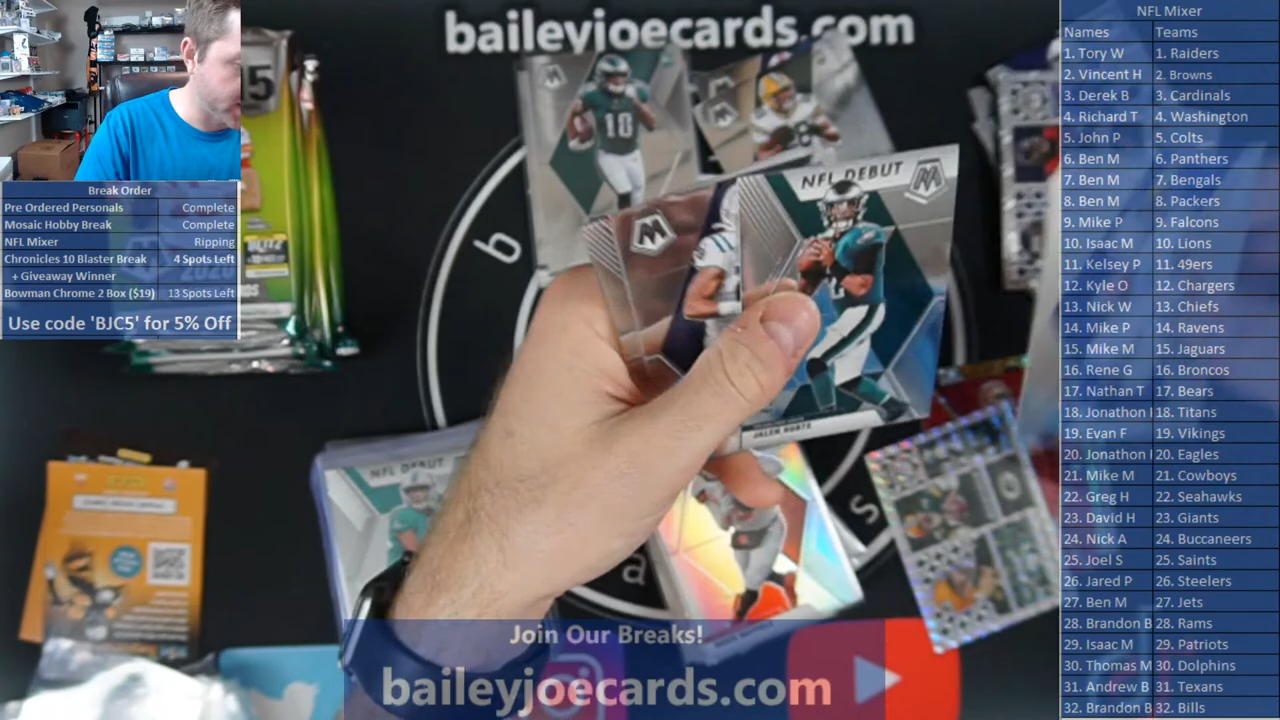 baileyjoecards.com
NFL Mixer
Names Teams
1. Tory W 1. Raiders
2. Vincent H 2. Browns
3. Derek B 3. Cardinals
4. Richard T 4. Washington
5. John P 5. Colts
6. Ben M 6. Panthers
7. Ben M 7. Bengals
8. Ben M 8. Packers
9. Mike P 9. Falcons
10. Isaac M 10. Lions
11. Kelsey P 11. 49ers
12. Kyle O 12. Chargers
13. Nick W 13. Chiefs
14. Mike P 14. Ravens
15. Mike M 15. Jaguars
16. Rene G 16. Broncos
17. Nathan T 17. Bears
18. Jonathon 18. Titans
19. Evan F 19. Vikings
20. Jonathon 20. Eagles
21. Mike M 21. Cowboys
22. Greg H 22. Seahawks
23. David H 23. Giants
24. Nick A 24. Buccaneers
25. Joel S 25. Saints
26. Jared P 26. Steelers
27. Ben M 27. Jets
28. Brandon B 28. Rams
29. Isaac M 29. Patriots
30. Thomas M 30. Dolphins
31. Andrew B 31. Texans
32. Brandon B 32. Bills
Break Order
Pre Ordered Personals Complete
Mosaic Hobby Break Complete
NFL Mixer Ripping
Chronicles 10 Blaster Break 4 Spots Left
+ Giveaway Winner
Bowman Chrome 2 Box ($19) 13 Spots Left
Use code 'BJC5' for 5% Off
NFL DEBUT
JALEN HURTS
NFL DEBUT
b
a
s
Join Our Breaks!
baileyjoecards.com